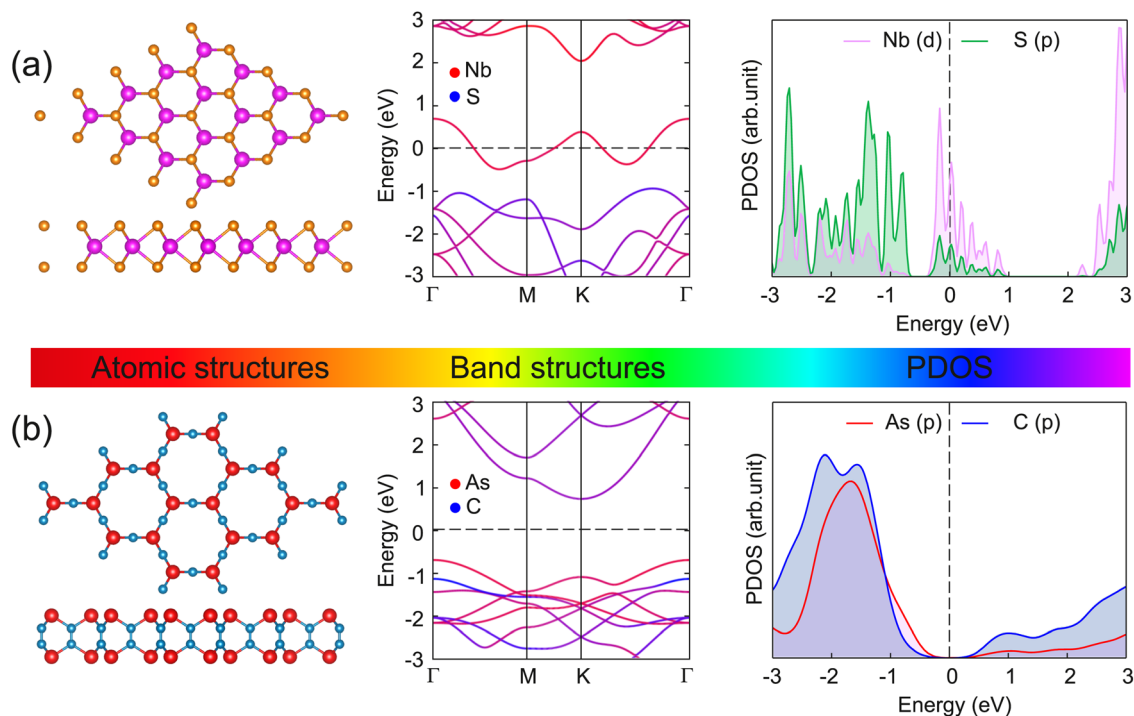 (a)
3
2
1
0
-1
-2
-3
Energy (eV)
Nb
S
Γ M K Γ
Nb (d) S (p)
PDOS (arb.unit)
-3 -2 -1 0 1 2 3
Energy (eV)
Atomic structures Band structures PDOS
(b)
3
2
1
0
-1
-2
-3
Energy (eV)
As
C
Γ M K Γ
As (p) C (p)
PDOS (arb.unit)
-3 -2 -1 0 1 2 3
Energy (eV)